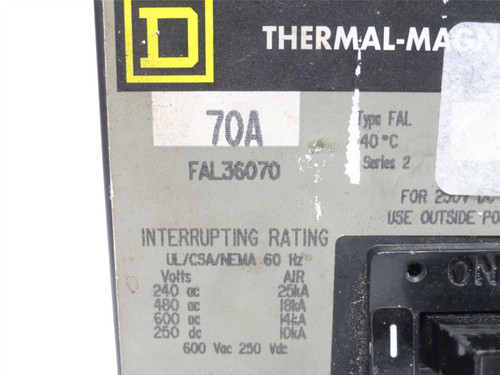 D
THERMAL-MAGN
70A
FAL36070
Type FAL
40°C
Series 2
FOR 250V DC
USE OUTSIDE PO
INTERRUPTING RATING
UL/CSA/NEMA 60 Hz
Volts AIR
240 ac 25kA
480 ac 18kA
600 ac 14kA
250 dc 10kA
600 Vac 250 Vdc
ON
I